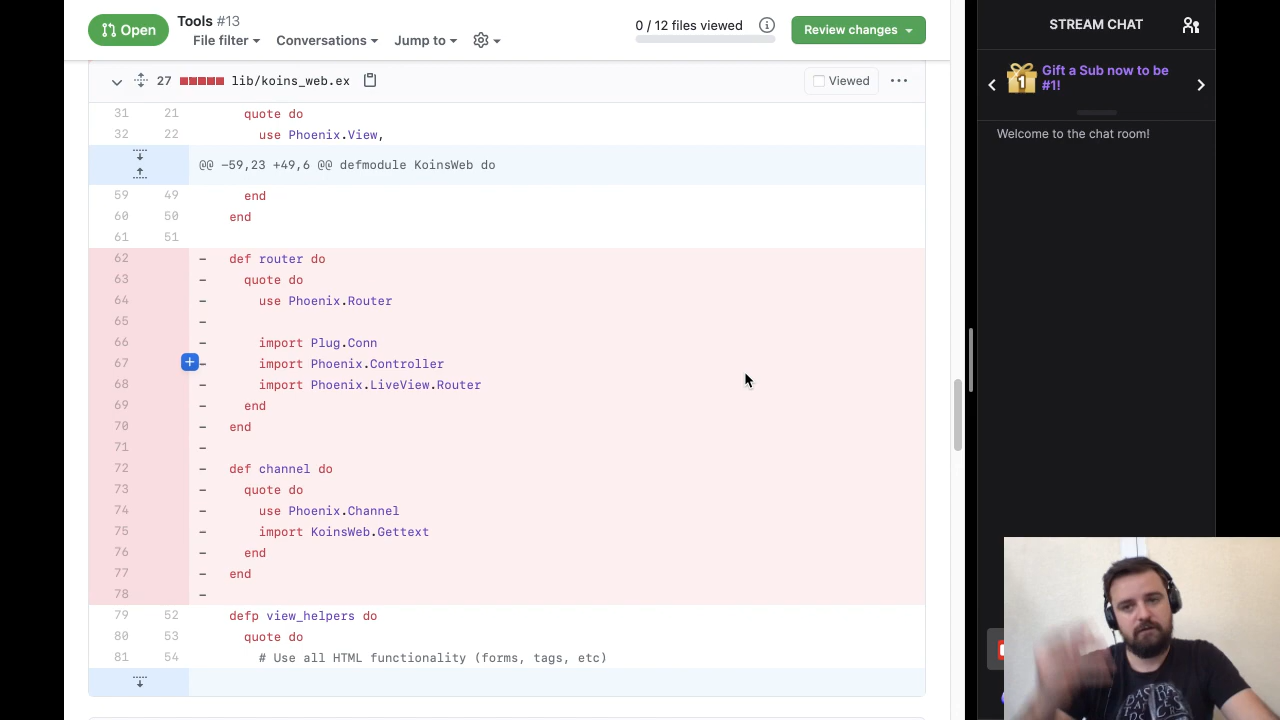 Open
Tools #13
File filter
Conversations
Jump to
0 / 12 files viewed
Review changes
27
lib/koins_web.ex
Viewed
31 21 quote do
32 22 use Phoenix.View,
@@ -59,23 +49,6 @@ defmodule KoinsWeb do
59 49 end
60 50 end
61 51
62 - def router do
63 - quote do
64 - use Phoenix.Router
65 -
66 - import Plug.Conn
67 - import Phoenix.Controller
68 - import Phoenix.LiveView.Router
69 - end
70 - end
71 -
72 - def channel do
73 - quote do
74 - use Phoenix.Channel
75 - import KoinsWeb.Gettext
76 - end
77 - end
78 -
79 52 defp view_helpers do
80 53 quote do
81 54 # Use all HTML functionality (forms, tags, etc)
STREAM CHAT
1
Gift a Sub now to be
#1!
Welcome to the chat room!